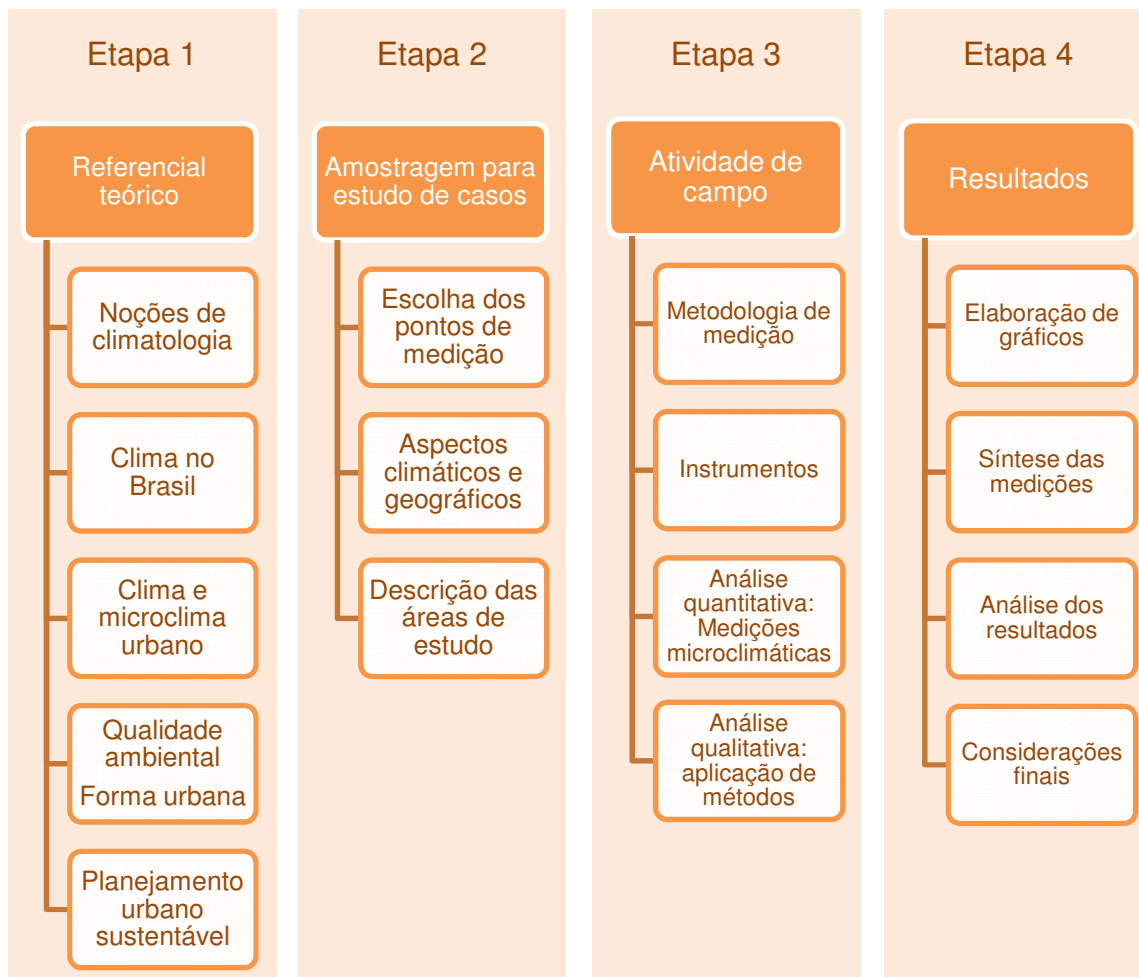 Etapa 1
Referencial
teórico
Noções de
climatologia
Clima no
Brasil
Clima e
microclima
urbano
Qualidade
ambiental
Forma urbana
Planejamento
urbano
sustentável
Etapa 2
Amostragem para
estudo de casos
Escolha dos
pontos de
medição
Aspectos
climáticos e
geográficos
Descrição das
áreas de
estudo
Etapa 3
Atividade de
campo
Metodologia de
medição
Instrumentos
Análise
quantitativa:
Medições
microclimáticas
Análise
qualitativa:
aplicação de
métodos
Etapa 4
Resultados
Elaboração de
gráficos
Síntese das
medições
Análise dos
resultados
Considerações
finais